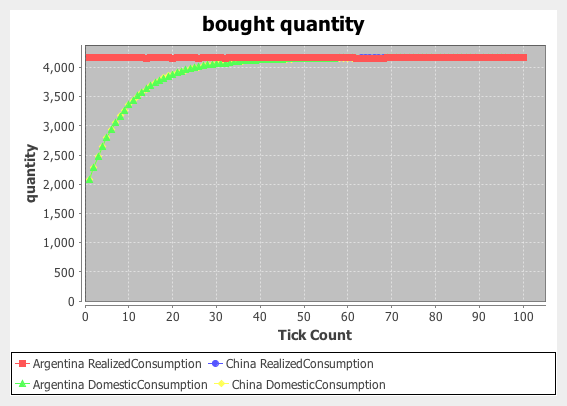 bought quantity
quantity
4,000
3,500
3,000
2,500
2,000
1,500
1,000
500
0
0 10 20 30 40 50 60 70 80 90 100
Tick Count
Argentina RealizedConsumption China RealizedConsumption
Argentina DomesticConsumption China DomesticConsumption